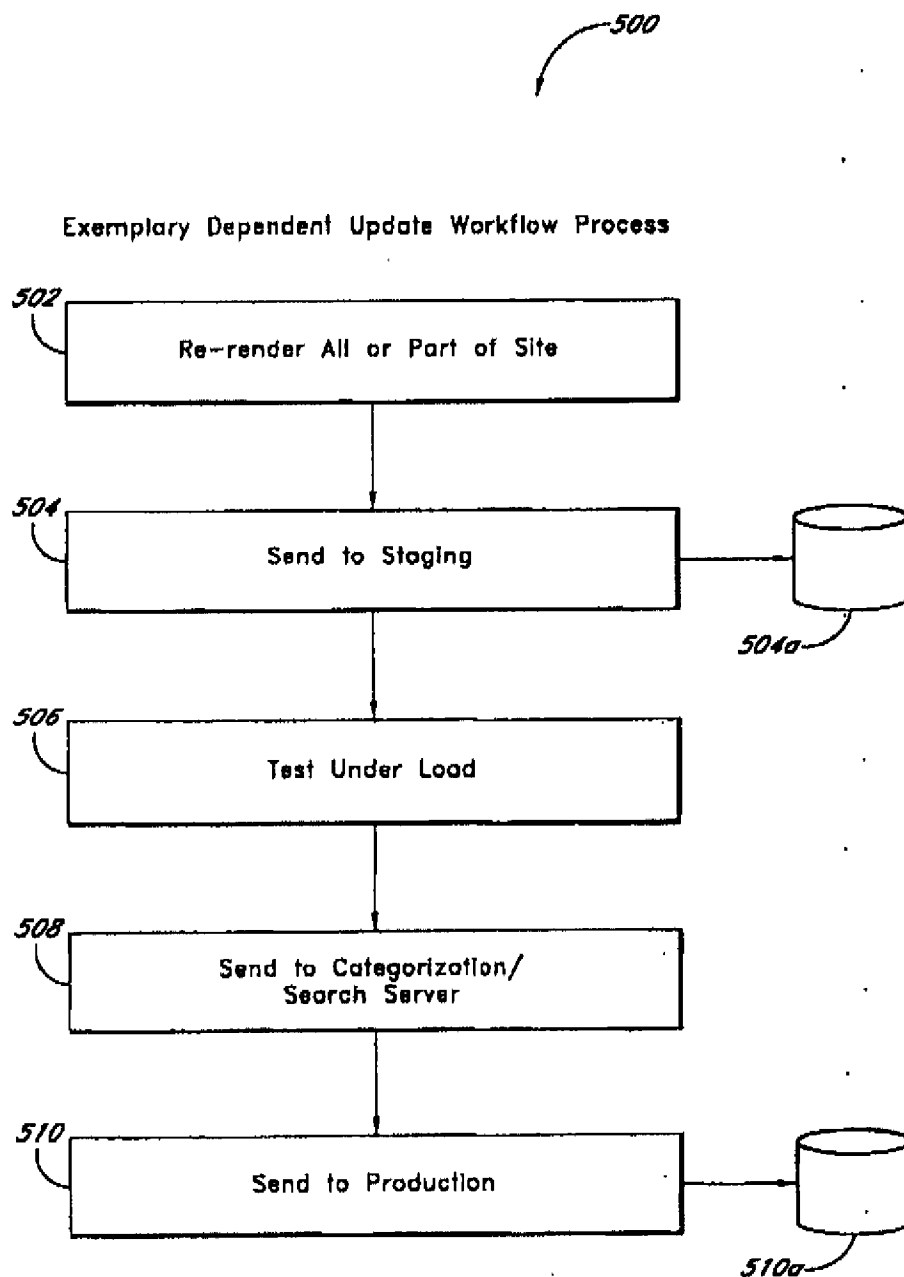 500
Exemplary Dependent Update Workflow Process
502
Re-render All or Part of Site
504
Send to Staging
504a
506
Test Under Load
508
Send to Categorization/
Search Server
510
Send to Production
510a